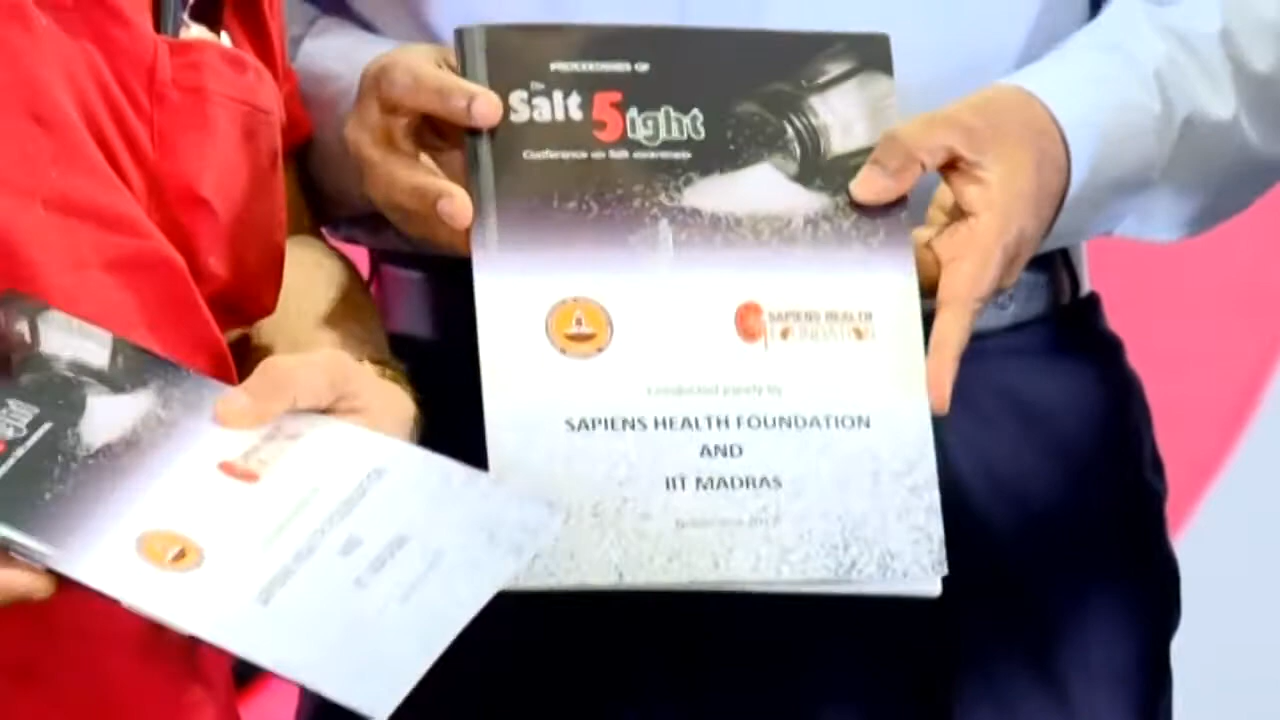 PROCEEDINGS OF
The
Salt 5ight
Conference on Salt awareness
SAPIENS HEALTH
FOUNDATION
Conducted jointly by
SAPIENS HEALTH FOUNDATION
AND
IIT MADRAS